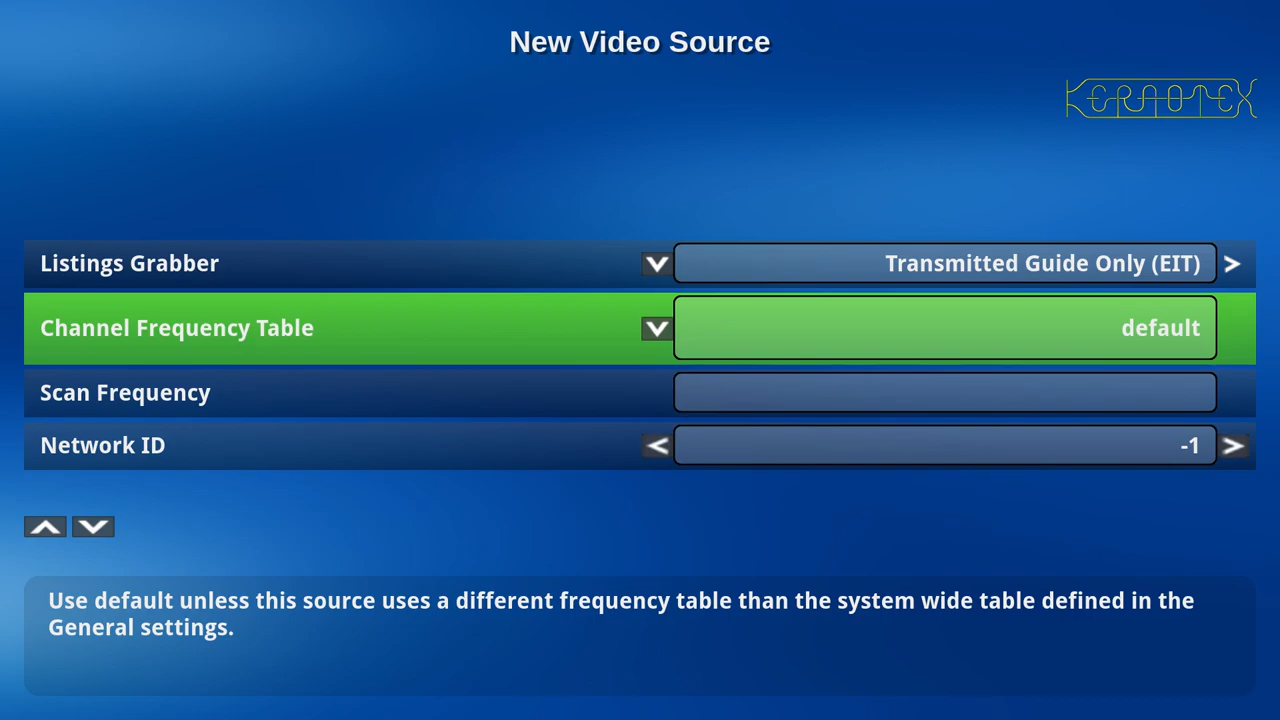 New Video Source
KERAOTEX
Listings Grabber
Transmitted Guide Only (EIT)
Channel Frequency Table
default
Scan Frequency
Network ID
-1
Use default unless this source uses a different frequency table than the system wide table defined in the
General settings.